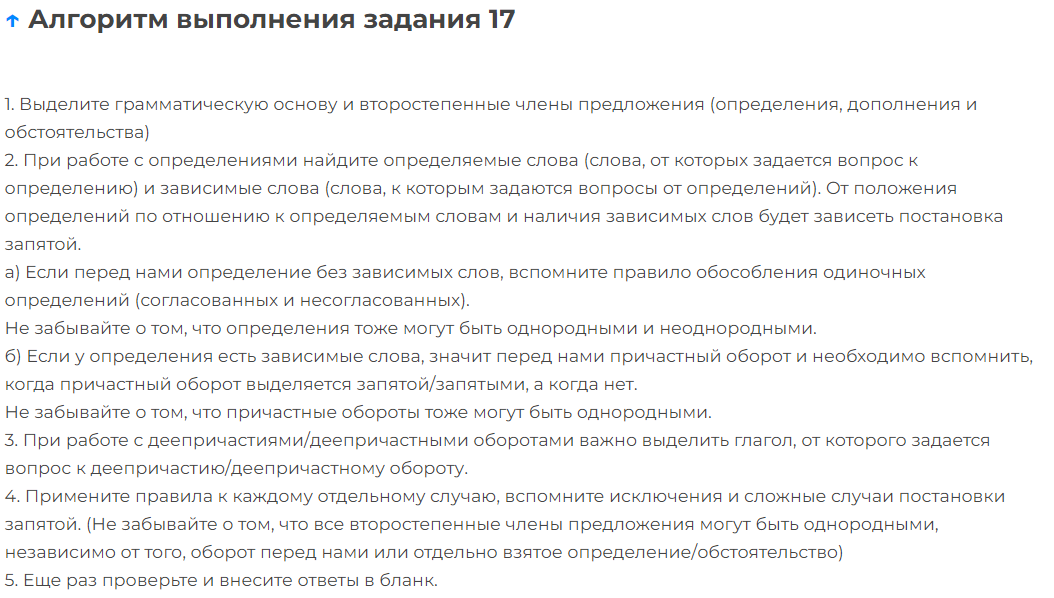 ↑ Алгоритм выполнения задания 17
1. Выделите грамматическую основу и второстепенные члены предложения (определения, дополнения и
обстоятельства)
2. При работе с определениями найдите определяемые слова (слова, от которых задается вопрос к
определению) и зависимые слова (слова, к которым задаются вопросы от определений). От положения
определений по отношению к определяемым словам и наличия зависимых слов будет зависеть постановка
запятой.
а) Если перед нами определение без зависимых слов, вспомните правило обособления одиночных
определений (согласованных и несогласованных).
Не забывайте о том, что определения тоже могут быть однородными и неоднородными.
б) Если у определения есть зависимые слова, значит перед нами причастный оборот и необходимо вспомнить,
когда причастный оборот выделяется запятой/запятыми, а когда нет.
Не забывайте о том, что причастные обороты тоже могут быть однородными.
3. При работе с деепричастиями/деепричастными оборотами важно выделить глагол, от которого задается
вопрос к деепричастию/деепричастному обороту.
4. Примените правила к каждому отдельному случаю, вспомните исключения и сложные случаи постановки
запятой. (Не забывайте о том, что все второстепенные члены предложения могут быть однородными,
независимо от того, оборот перед нами или отдельно взятое определение/обстоятельство)
5. Еще раз проверьте и внесите ответы в бланк.